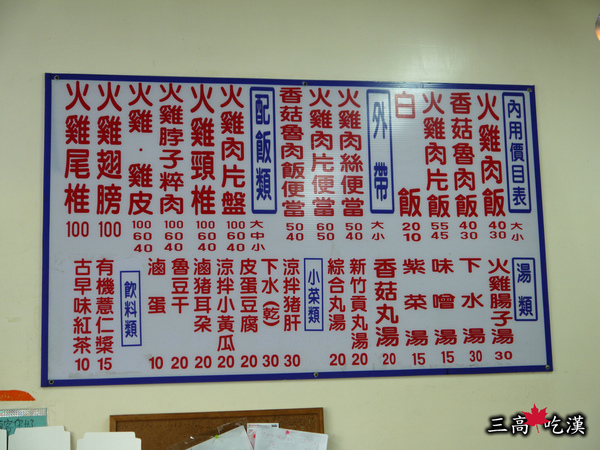 內用價目表
大
小
火雞肉飯 40 30
香菇魯肉飯 40 30
火雞肉片飯 55 45
白飯 20 10
外帶
大
小
火雞肉絲便當 50 40
火雞肉片便當 60 50
香菇魯肉飯便當 50 40
配飯類
大
中
小
火雞肉片盤 100 60 40
火雞頸椎 100 60 40
火雞脖子粹肉 100 60 40
火雞．雞皮 100 60 40
火雞翅膀 100
火雞尾椎 100
湯類
火雞腸子湯 30
下水湯 30
味噌湯 15
紫菜湯 15
香菇丸湯 20
新竹貢丸湯 20
綜合丸湯 20
小菜類
涼拌豬肝 30
下水(乾) 30
皮蛋豆腐 20
涼拌小黃瓜 20
滷豬耳朵 20
魯豆干 20
滷蛋 10
飲料類
有機薏仁漿 15
古早味紅茶 10
三高吃漢